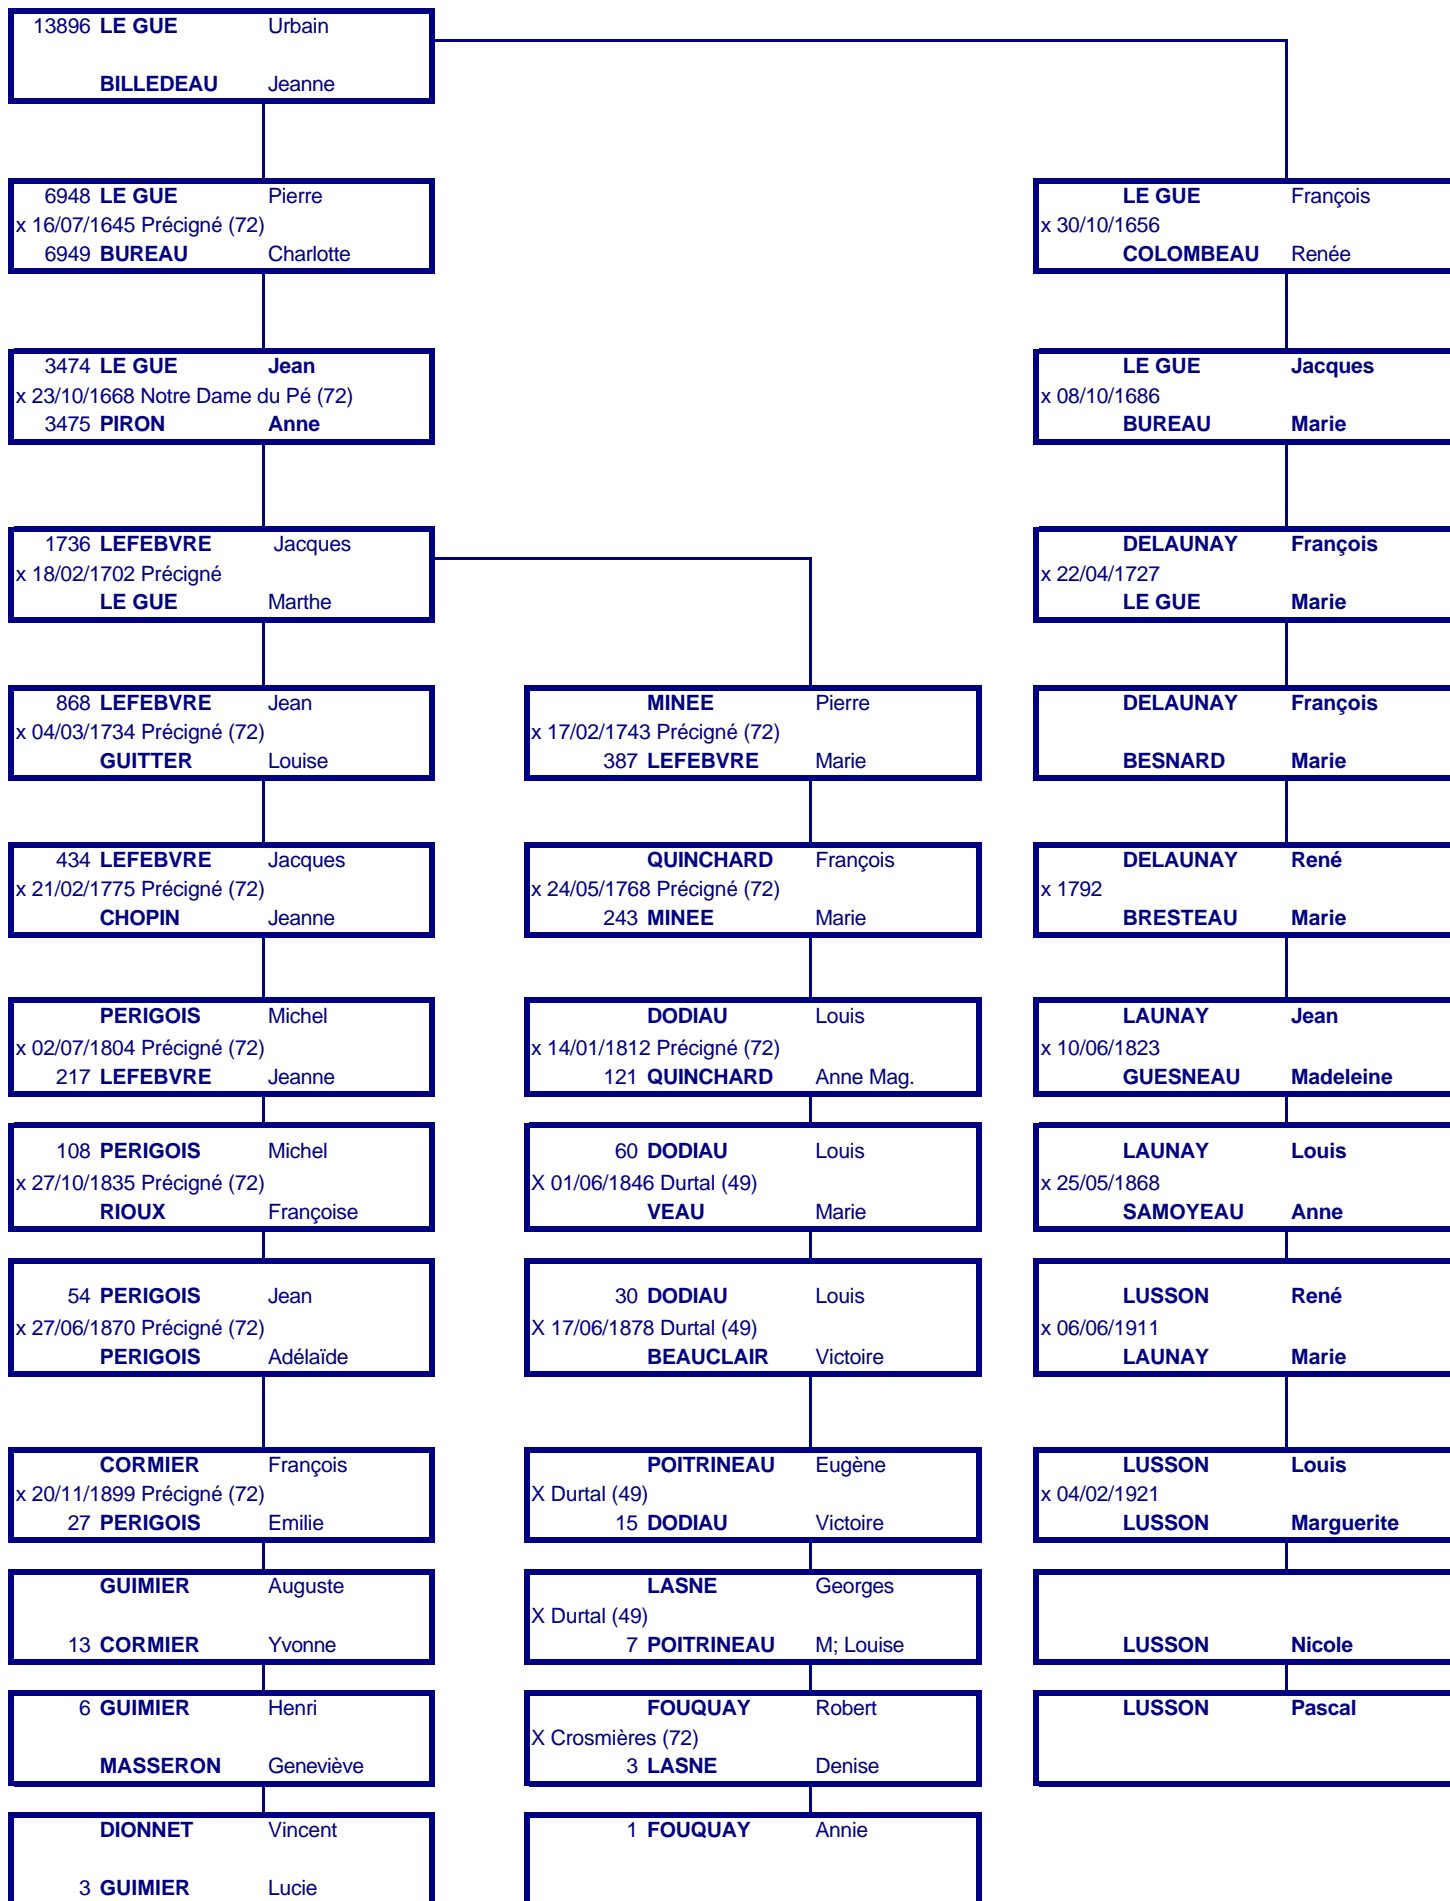 13896 LE GUE Urbain
BILLEDEAU Jeanne
6948 LE GUE Pierre
x 16/07/1645 Précigné (72)
6949 BUREAU Charlotte
LE GUE François
x 30/10/1656
COLOMBEAU Renée
3474 LE GUE Jean
x 23/10/1668 Notre Dame du Pé (72)
3475 PIRON Anne
LE GUE Jacques
x 08/10/1686
BUREAU Marie
1736 LEFEBVRE Jacques
x 18/02/1702 Précigné
LE GUE Marthe
DELAUNAY François
x 22/04/1727
LE GUE Marie
868 LEFEBVRE Jean
x 04/03/1734 Précigné (72)
GUITTER Louise
MINEE Pierre
x 17/02/1743 Précigné (72)
387 LEFEBVRE Marie
DELAUNAY François
BESNARD Marie
434 LEFEBVRE Jacques
x 21/02/1775 Précigné (72)
CHOPIN Jeanne
QUINCHARD François
x 24/05/1768 Précigné (72)
243 MINEE Marie
DELAUNAY René
x 1792
BRESTEAU Marie
PERIGOIS Michel
x 02/07/1804 Précigné (72)
217 LEFEBVRE Jeanne
DODIAU Louis
x 14/01/1812 Précigné (72)
121 QUINCHARD Anne Mag.
LAUNAY Jean
x 10/06/1823
GUESNEAU Madeleine
108 PERIGOIS Michel
x 27/10/1835 Précigné (72)
RIOUX Françoise
60 DODIAU Louis
X 01/06/1846 Durtal (49)
VEAU Marie
LAUNAY Louis
x 25/05/1868
SAMOYEAU Anne
54 PERIGOIS Jean
x 27/06/1870 Précigné (72)
PERIGOIS Adélaïde
30 DODIAU Louis
X 17/06/1878 Durtal (49)
BEAUCLAIR Victoire
LUSSON René
x 06/06/1911
LAUNAY Marie
CORMIER François
x 20/11/1899 Précigné (72)
27 PERIGOIS Emilie
POITRINEAU Eugène
X Durtal (49)
15 DODIAU Victoire
LUSSON Louis
x 04/02/1921
LUSSON Marguerite
GUIMIER Auguste
13 CORMIER Yvonne
LASNE Georges
X Durtal (49)
7 POITRINEAU M; Louise
LUSSON Nicole
6 GUIMIER Henri
MASSERON Geneviève
FOUQUAY Robert
X Crosmières (72)
3 LASNE Denise
LUSSON Pascal
DIONNET Vincent
3 GUIMIER Lucie
1 FOUQUAY Annie